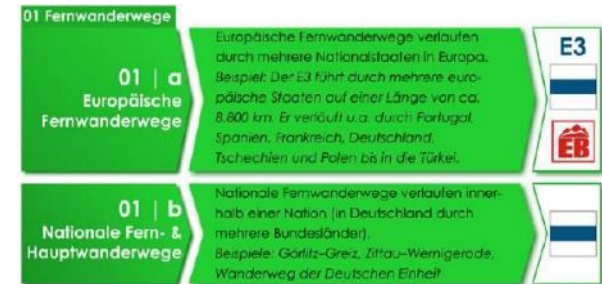 01 Fernwanderwege
01 | a
Europäische
Fernwanderwege
Europäische Fernwanderwege verlaufen
durch mehrere Nationalstaaten in Europa.
Beispiel: Der E3 führt durch mehrere euro-
päische Staaten auf einer Länge von ca.
8.800 km. Er verläuft u.a. durch Portugal,
Spanien, Frankreich, Deutschland,
Tschechien und Polen bis in die Türkei.
E3
EB
01 | b
Nationale Fern- &
Hauptwanderwege
Nationale Fernwanderwege verlaufen inner-
halb einer Nation (in Deutschland durch
mehrere Bundesländer).
Beispiele: Görlitz–Greiz, Zittau–Wernigerode,
Wanderweg der Deutschen Einheit